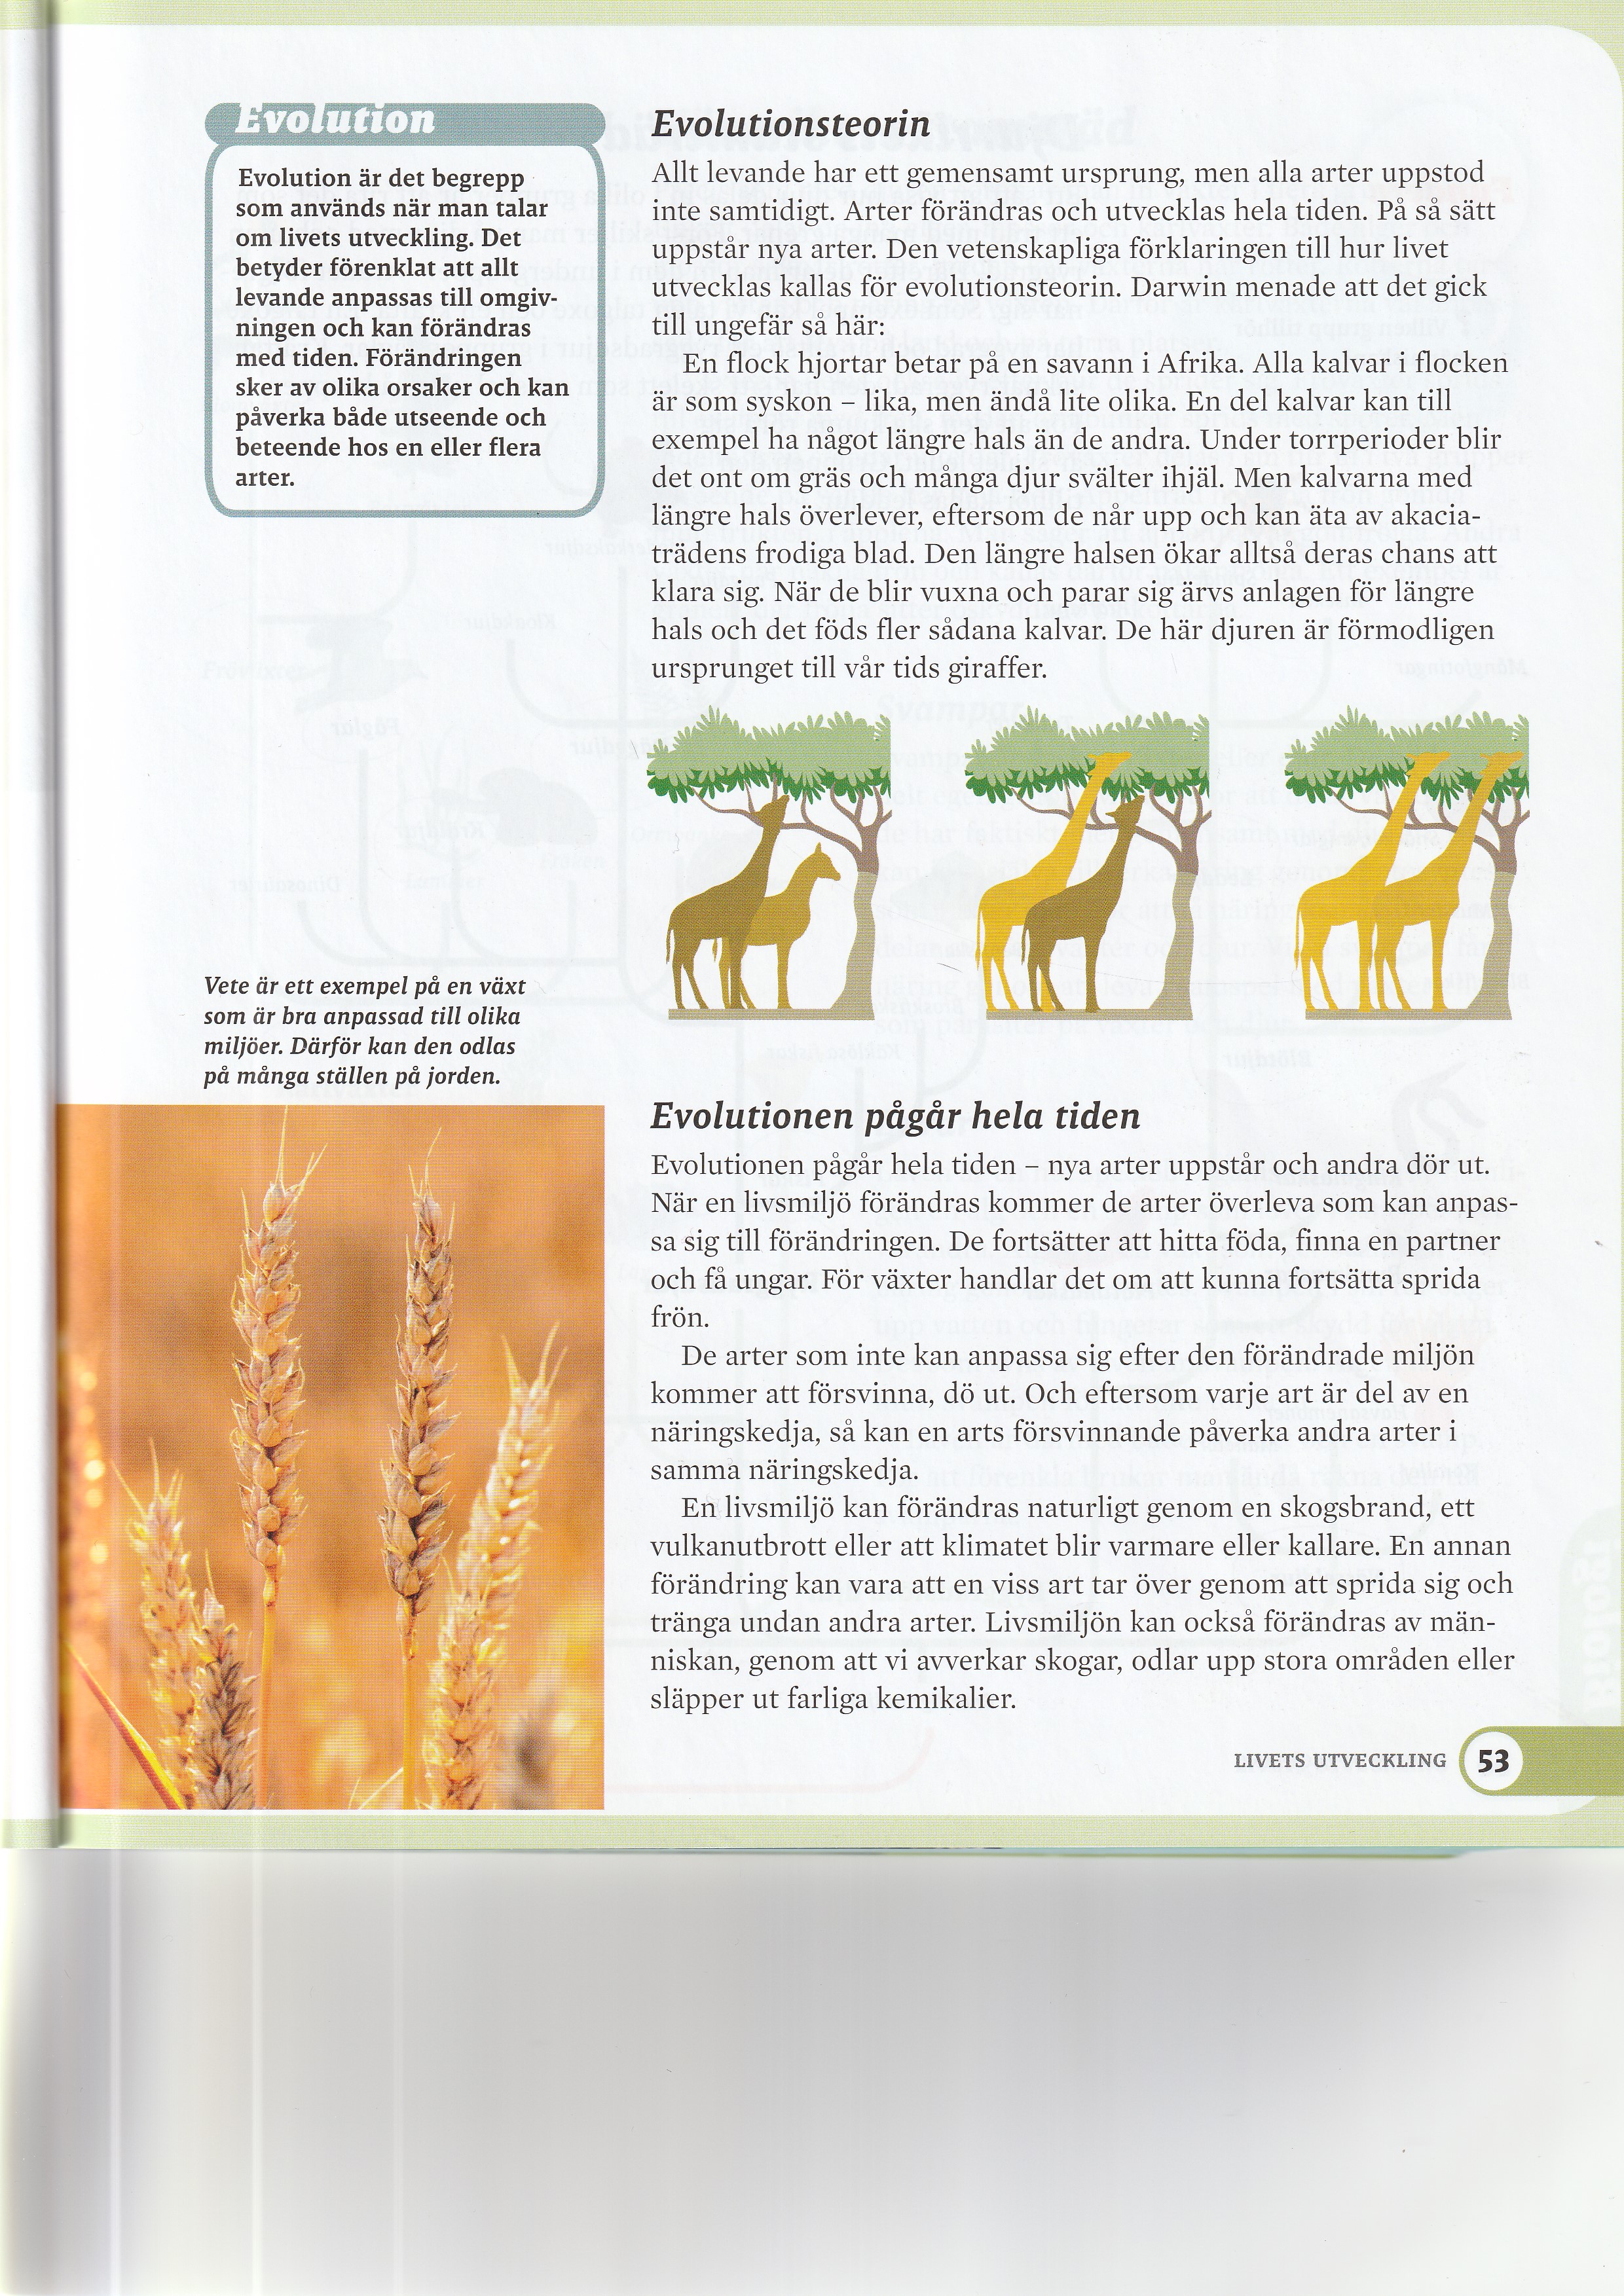 Evolution
Evolution är det begrepp
som används när man talar
om livets utveckling. Det
betyder förenklat att allt
levande anpassas till omgiv-
ningen och kan förändras
med tiden. Förändringen
sker av olika orsaker och kan
påverka både utseende och
beteende hos en eller flera
arter.
Vete är ett exempel på en växt
som är bra anpassad till olika
miljöer. Därför kan den odlas
på många ställen på jorden.
Evolutionsteorin
Allt levande har ett gemensamt ursprung, men alla arter uppstod
inte samtidigt. Arter förändras och utvecklas hela tiden. På så sätt
uppstår nya arter. Den vetenskapliga förklaringen till hur livet
utvecklas kallas för evolutionsteorin. Darwin menade att det gick
till ungefär så här:
En flock hjortar betar på en savann i Afrika. Alla kalvar i flocken
är som syskon – lika, men ändå lite olika. En del kalvar kan till
exempel ha något längre hals än de andra. Under torrperioder blir
det ont om gräs och många djur svälter ihjäl. Men kalvarna med
längre hals överlever, eftersom de når upp och kan äta av akacia-
trädens frodiga blad. Den längre halsen ökar alltså deras chans att
klara sig. När de blir vuxna och parar sig ärvs anlagen för längre
hals och det föds fler sådana kalvar. De här djuren är förmodligen
ursprunget till vår tids giraffer.
Evolutionen pågår hela tiden
Evolutionen pågår hela tiden – nya arter uppstår och andra dör ut.
När en livsmiljö förändras kommer de arter överleva som kan anpas-
sa sig till förändringen. De fortsätter att hitta föda, finna en partner
och få ungar. För växter handlar det om att kunna fortsätta sprida
frön.
De arter som inte kan anpassa sig efter den förändrade miljön
kommer att försvinna, dö ut. Och eftersom varje art är del av en
näringskedja, så kan en arts försvinnande påverka andra arter i
samma näringskedja.
En livsmiljö kan förändras naturligt genom en skogsbrand, ett
vulkanutbrott eller att klimatet blir varmare eller kallare. En annan
förändring kan vara att en viss art tar över genom att sprida sig och
tränga undan andra arter. Livsmiljön kan också förändras av män-
niskan, genom att vi avverkar skogar, odlar upp stora områden eller
släpper ut farliga kemikalier.
LIVETS UTVECKLING 53